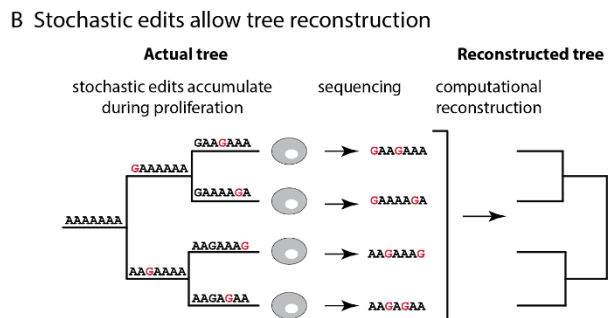 B Stochastic edits allow tree reconstruction
Actual tree
Reconstructed tree
stochastic edits accumulate
during proliferation
sequencing
computational
reconstruction
AAAAAAA
GAAAAAA
AAGAAAA
GAAGAAA
GAAAAGA
AAGAAAG
AAGAGAA
GAAGAAA
GAAAAGA
AAGAAAG
AAGAGAA